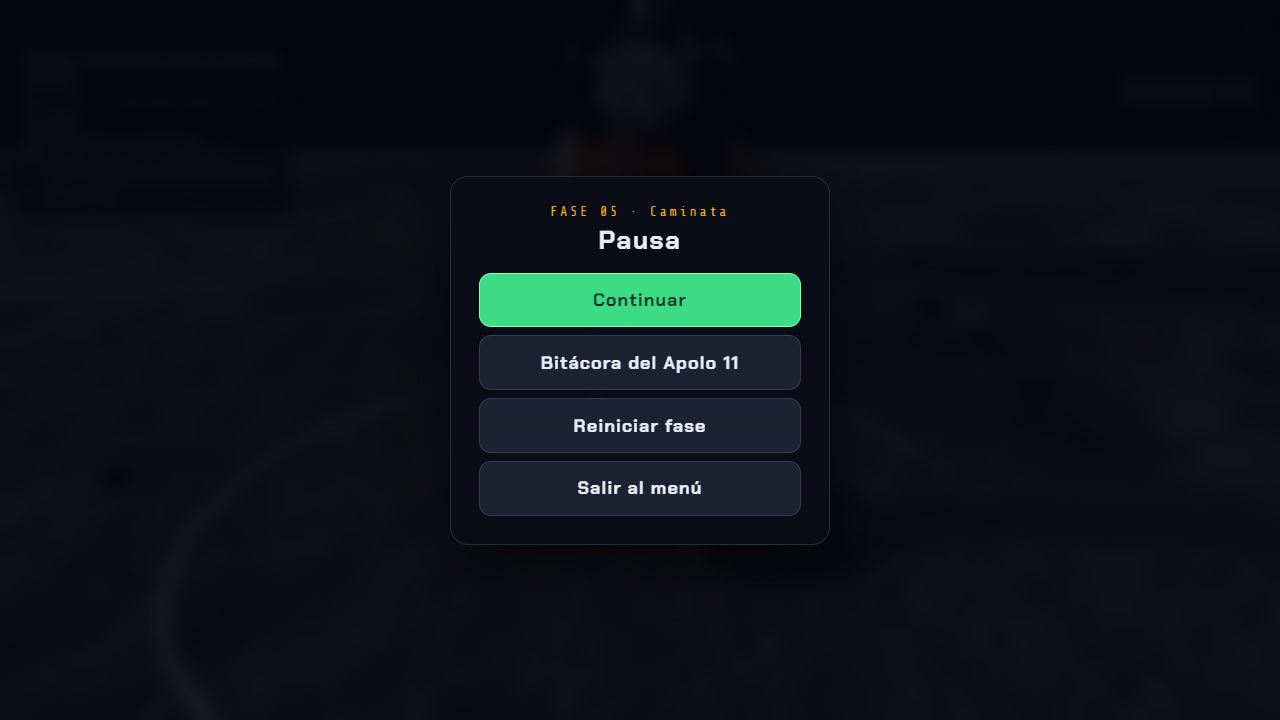 FASE 05 · Caminata
Pausa
Continuar
Bitácora del Apolo 11
Reiniciar fase
Salir al menú